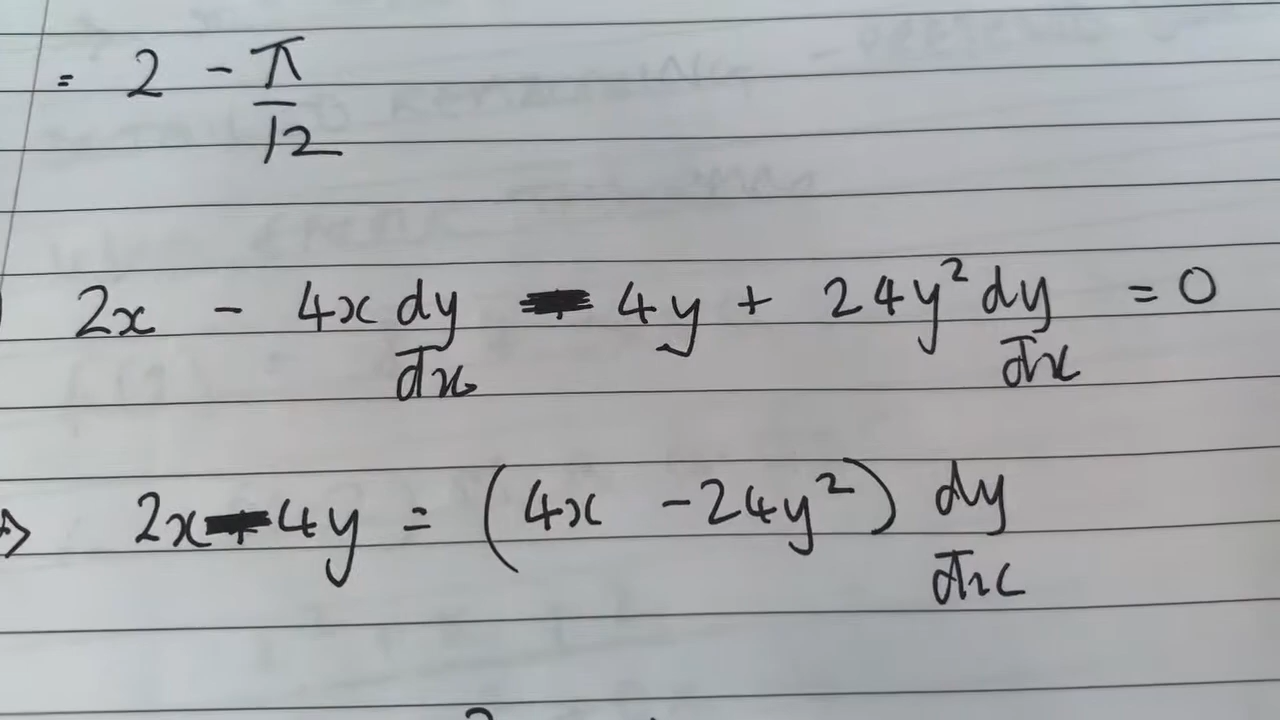 = 2 - π/12
2x - 4x dy/dx - 4y + 24y² dy/dx = 0
⇒ 2x - 4y = (4x - 24y²) dy/dx